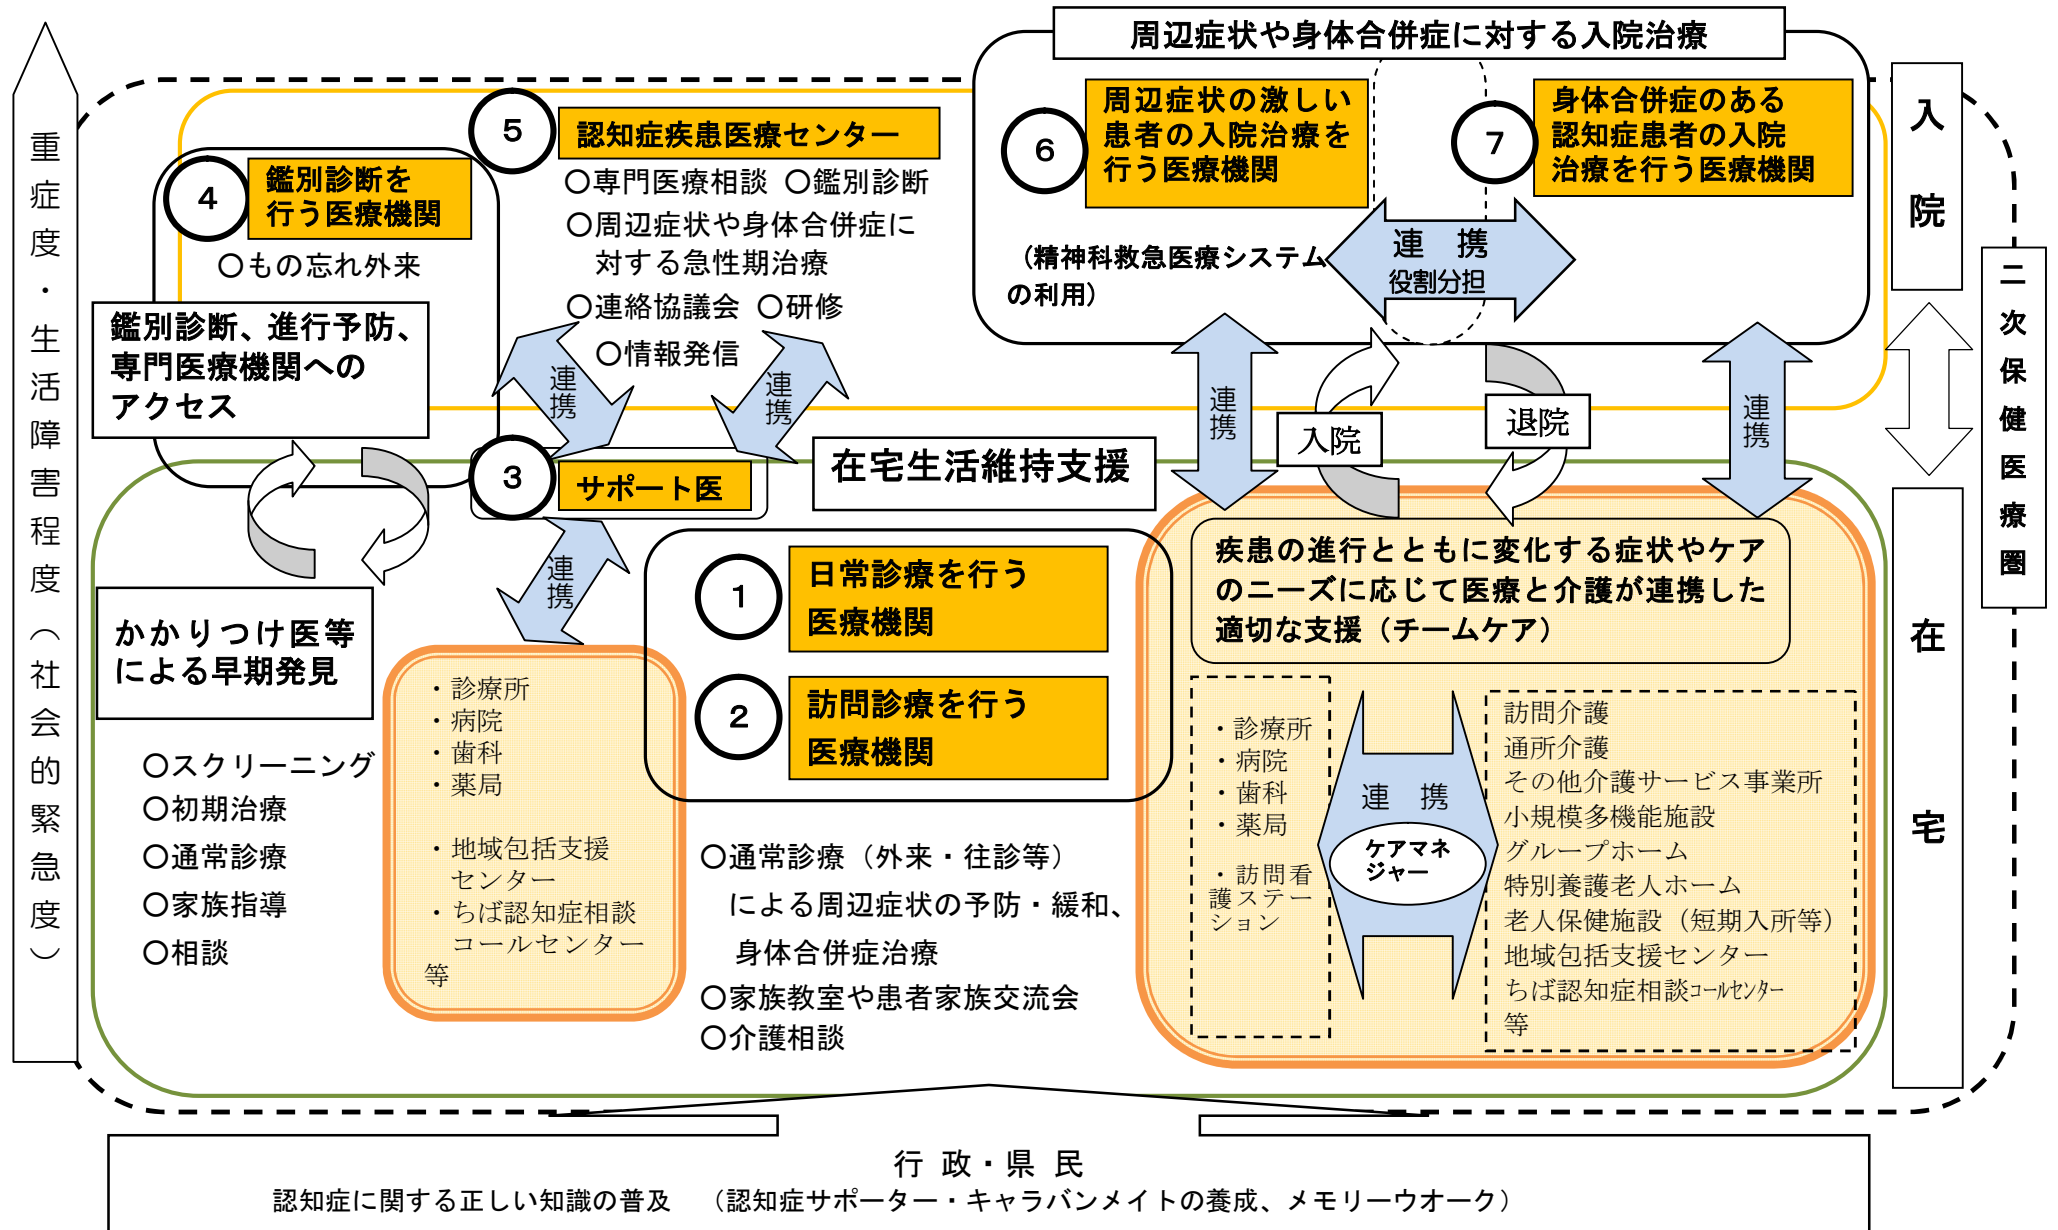 周辺症状や身体合併症に対する入院治療
重症度・生活障害程度（社会的緊急度）
4
鑑別診断を
行う医療機関
○もの忘れ外来
鑑別診断、進行予防、
専門医療機関への
アクセス
5
認知症疾患医療センター
○専門医療相談 ○鑑別診断
○周辺症状や身体合併症に
対する急性期治療
○連絡協議会 ○研修
○情報発信
6
周辺症状の激しい
患者の入院治療を
行う医療機関
7
身体合併症のある
認知症患者の入院
治療を行う医療機関
（精神科救急医療システム
の利用）
連 携
役割分担
入院
二次保健医療圏
連携
連携
連携
入院
退院
連携
3
サポート医
在宅生活維持支援
連携
かかりつけ医等
による早期発見
○スクリーニング
○初期治療
○通常診療
○家族指導
○相談
・診療所
・病院
・歯科
・薬局
・地域包括支援
センター
・ちば認知症相談
コールセンター
等
1
日常診療を行う
医療機関
2
訪問診療を行う
医療機関
○通常診療（外来・往診等）
による周辺症状の予防・緩和、
身体合併症治療
○家族教室や患者家族交流会
○介護相談
疾患の進行とともに変化する症状やケア
のニーズに応じて医療と介護が連携した
適切な支援（チームケア）
・診療所
・病院
・歯科
・薬局
・訪問看
護ステー
ション
連 携
ケアマネ
ジャー
訪問介護
通所介護
その他介護サービス事業所
小規模多機能施設
グループホーム
特別養護老人ホーム
老人保健施設（短期入所等）
地域包括支援センター
ちば認知症相談ｺｰﾙｾﾝﾀｰ
等
在宅
行 政・県 民
認知症に関する正しい知識の普及 （認知症サポーター・キャラバンメイトの養成、メモリーウオーク）